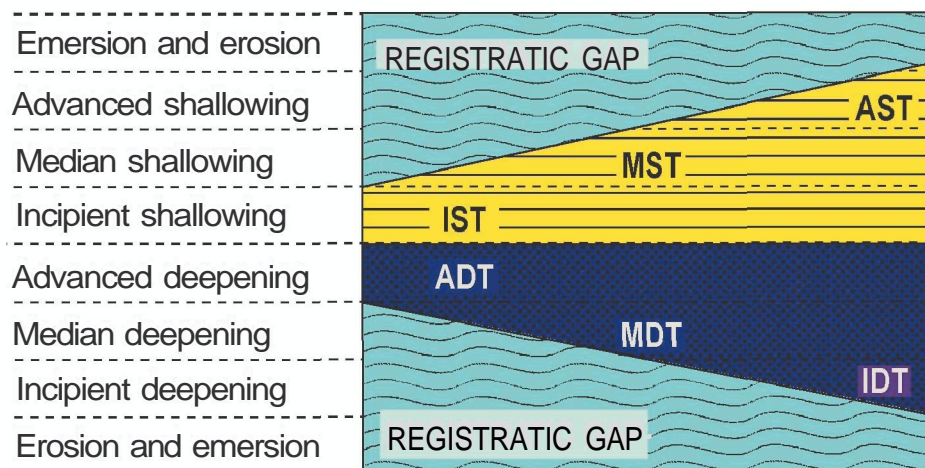 Emersion and erosion
REGISTRATIC GAP
Advanced shallowing
AST
Median shallowing
MST
Incipient shallowing
IST
Advanced deepening
ADT
Median deepening
MDT
Incipient deepening
IDT
Erosion and emersion
REGISTRATIC GAP